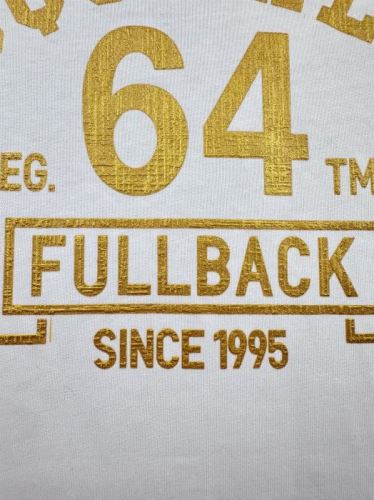 64
EG. TM
FULLBACK
SINCE 1995